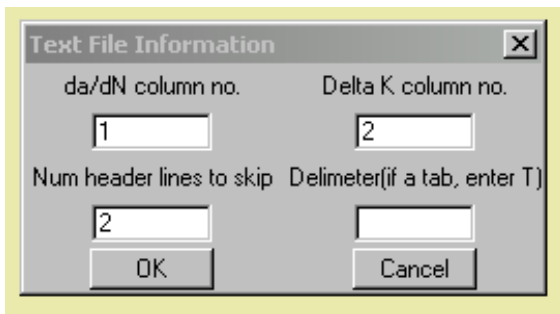 Text File Information
da/dN column no. Delta K column no.
1 2
Num header lines to skip Delimeter(if a tab, enter T)
2
OK Cancel